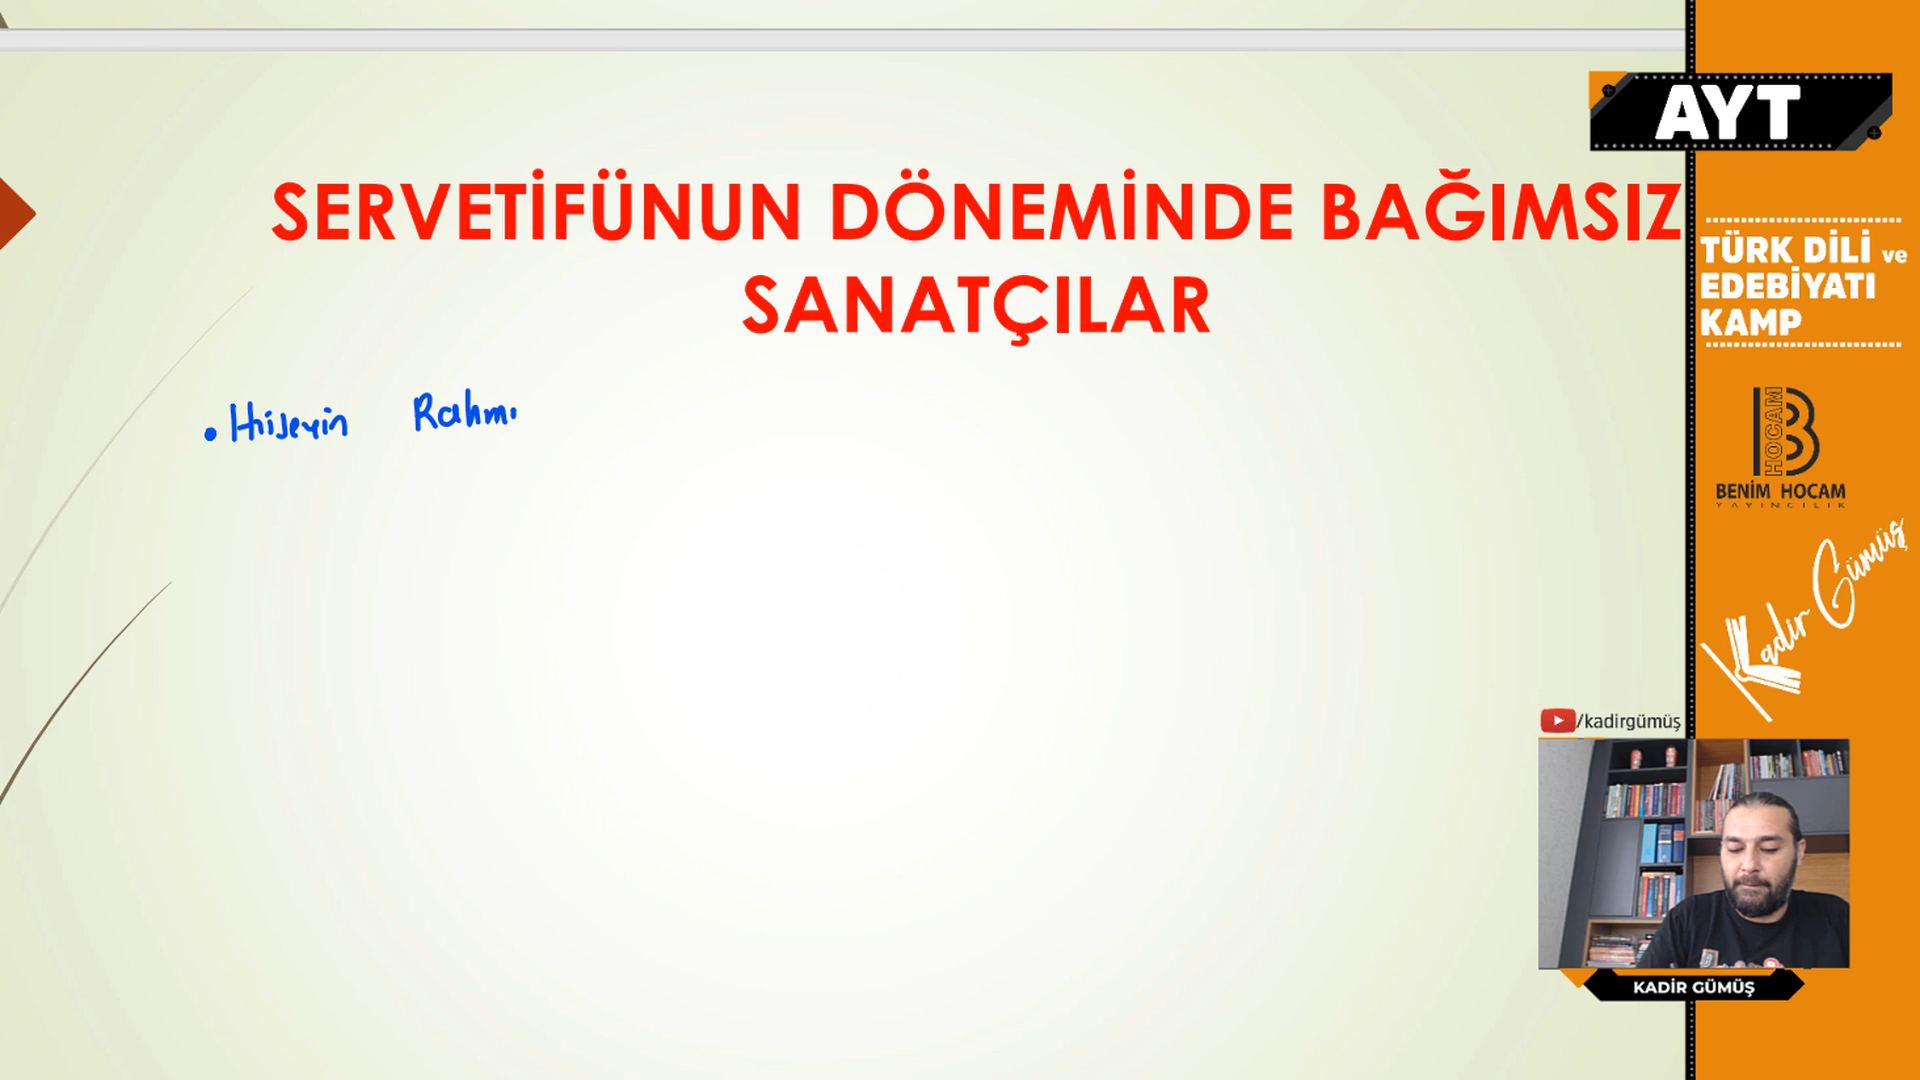 AYT
SERVETİFÜNUN DÖNEMİNDE BAĞIMSIZ
SANATÇILAR
• Hüseyin Rahmi
TÜRK DİLİ ve
EDEBİYATI
KAMP
HOCAM
BENİM HOCAM
YAYINCILIK
Kadir Gümüş
/kadirgümüş
KADİR GÜMÜŞ